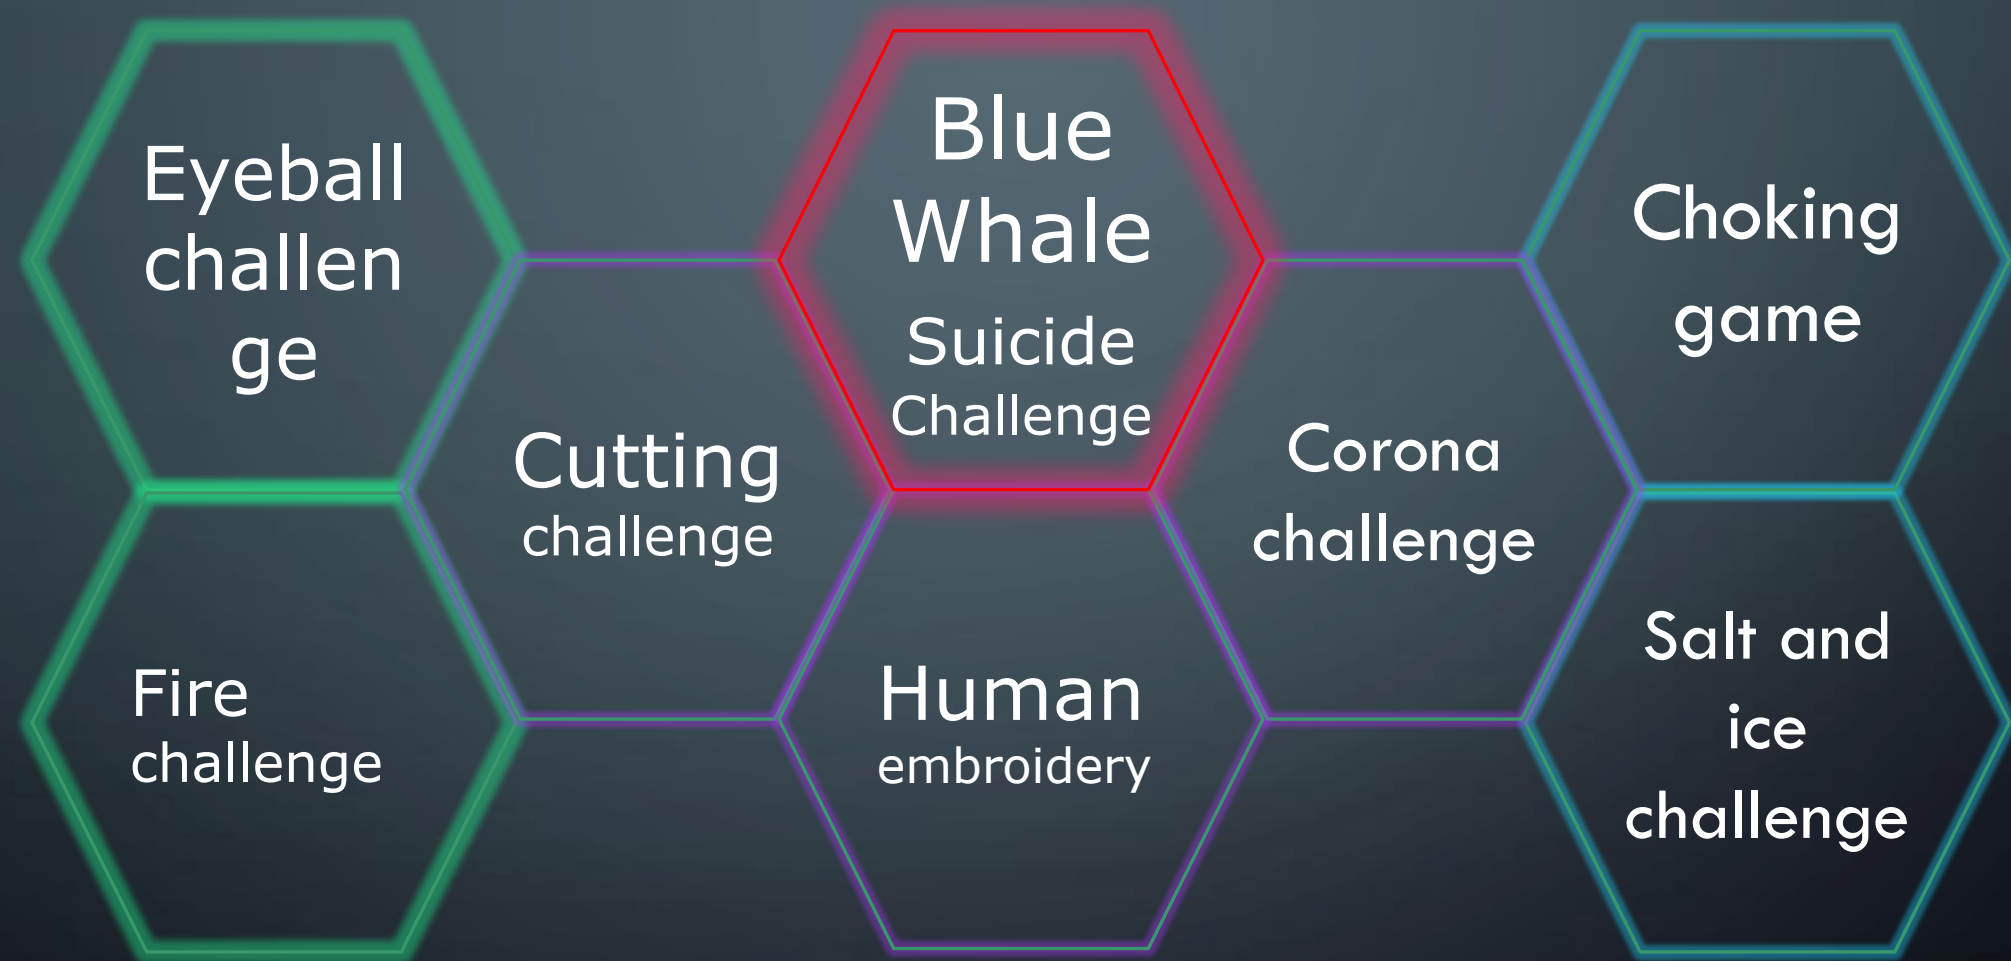 Eyeball
challen
ge
Fire
challenge
Cutting
challenge
Blue
Whale
Suicide
Challenge
Human
embroidery
Corona
challenge
Choking
game
Salt and
ice
challenge